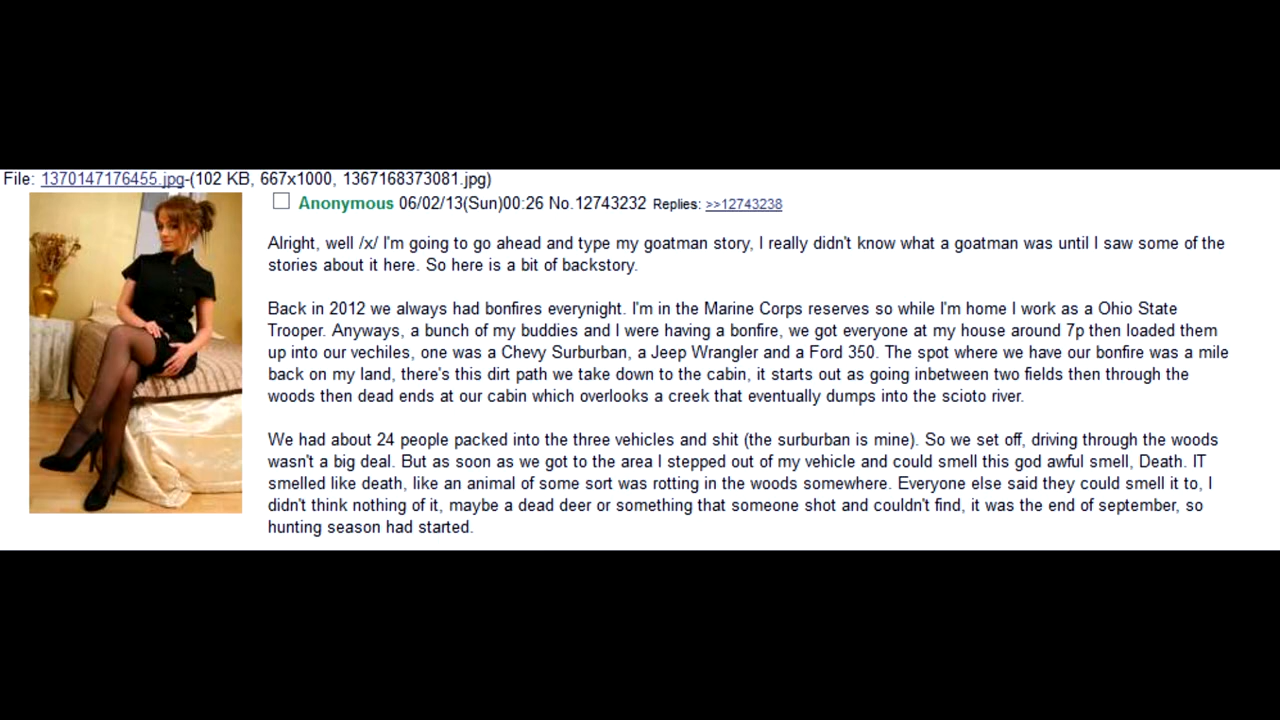 File: 1370147176455.jpg-(102 KB, 667x1000, 1367168373081.jpg)
Anonymous 06/02/13(Sun)00:26 No.12743232 Replies: >>12743238
Alright, well /x/ I'm going to go ahead and type my goatman story, I really didn't know what a goatman was until I saw some of the
stories about it here. So here is a bit of backstory.
Back in 2012 we always had bonfires everynight. I'm in the Marine Corps reserves so while I'm home I work as a Ohio State
Trooper. Anyways, a bunch of my buddies and I were having a bonfire, we got everyone at my house around 7p then loaded them
up into our vechiles, one was a Chevy Surburban, a Jeep Wrangler and a Ford 350. The spot where we have our bonfire was a mile
back on my land, there's this dirt path we take down to the cabin, it starts out as going inbetween two fields then through the
woods then dead ends at our cabin which overlooks a creek that eventually dumps into the scioto river.
We had about 24 people packed into the three vehicles and shit (the surburban is mine). So we set off, driving through the woods
wasn't a big deal. But as soon as we got to the area I stepped out of my vehicle and could smell this god awful smell, Death. IT
smelled like death, like an animal of some sort was rotting in the woods somewhere. Everyone else said they could smell it to, I
didn't think nothing of it, maybe a dead deer or something that someone shot and couldn't find, it was the end of september, so
hunting season had started.